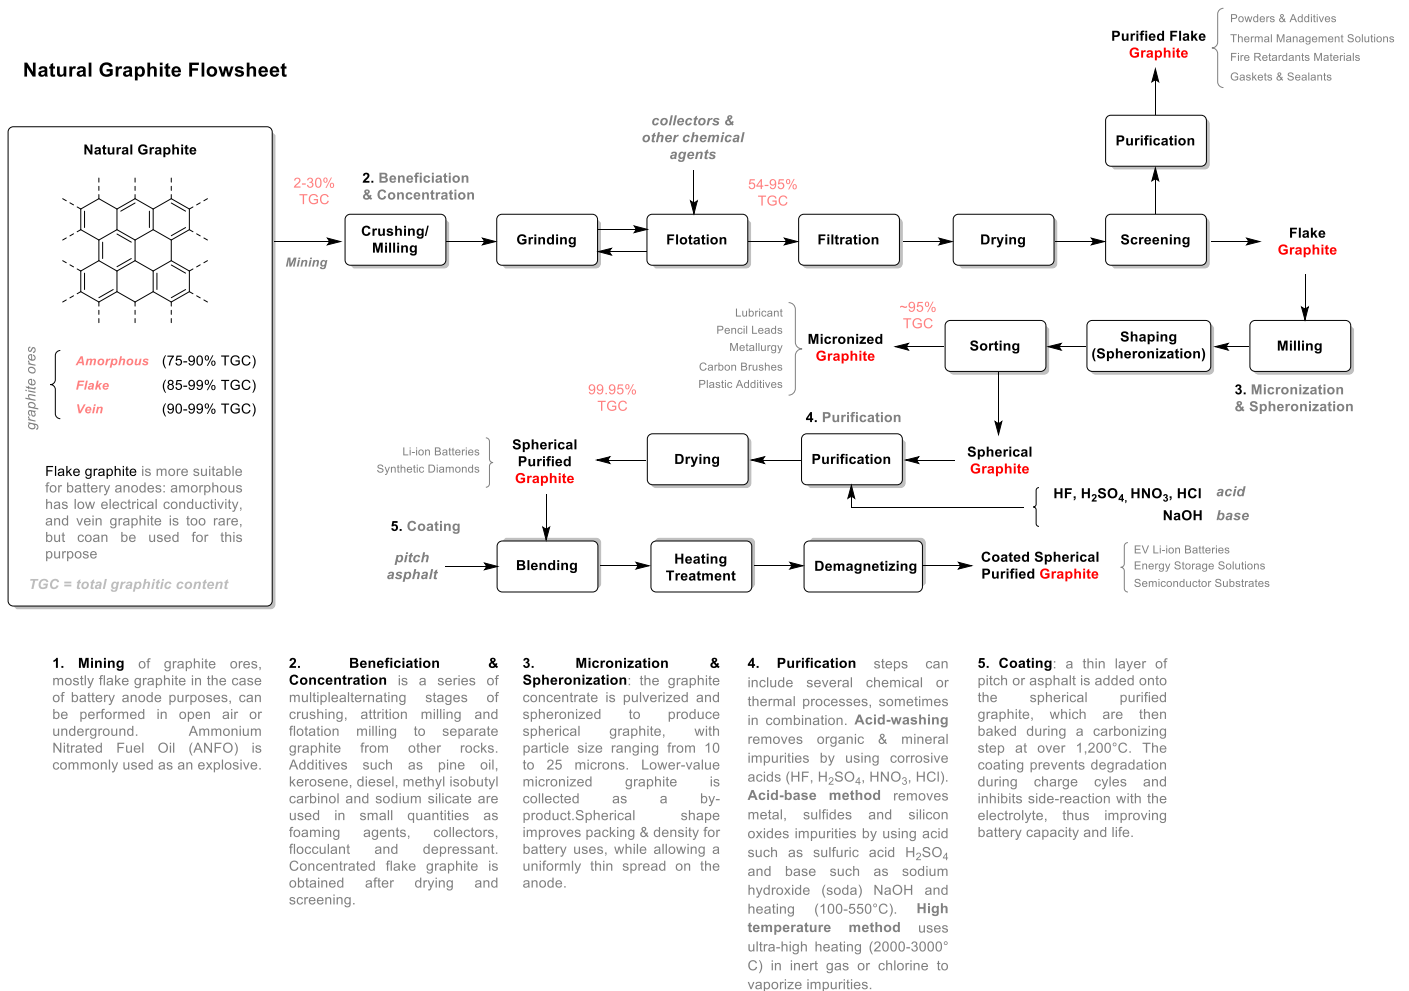 Natural Graphite Flowsheet
Natural Graphite
graphite ores
Amorphous (75-90% TGC)
Flake (85-99% TGC)
Vein (90-99% TGC)
Flake graphite is more suitable
for battery anodes: amorphous
has low electrical conductivity,
and vein graphite is too rare,
but coan be used for this
purpose
TGC = total graphitic content
2-30%
TGC
Mining
2. Beneficiation
& Concentration
Crushing/
Milling
Grinding
collectors &
other chemical
agents
Flotation
54-95%
TGC
Filtration
Drying
Screening
Purification
Purified Flake
Graphite
Powders & Additives
Thermal Management Solutions
Fire Retardants Materials
Gaskets & Sealants
Flake
Graphite
Milling
3. Micronization
& Spheronization
Shaping
(Spheronization)
Sorting
~95%
TGC
Micronized
Graphite
Lubricant
Pencil Leads
Metallurgy
Carbon Brushes
Plastic Additives
Spherical
Graphite
4. Purification
Purification
HF, H2SO4, HNO3, HCl acid
NaOH base
Drying
99.95%
TGC
Spherical
Purified
Graphite
Li-ion Batteries
Synthetic Diamonds
5. Coating
pitch
asphalt
Blending
Heating
Treatment
Demagnetizing
Coated Spherical
Purified Graphite
EV Li-ion Batteries
Energy Storage Solutions
Semiconductor Substrates
1. Mining of graphite ores,
mostly flake graphite in the case
of battery anode purposes, can
be performed in open air or
underground. Ammonium
Nitrated Fuel Oil (ANFO) is
commonly used as an explosive.
2. Beneficiation &
Concentration is a series of
multiplealternating stages of
crushing, attrition milling and
flotation milling to separate
graphite from other rocks.
Additives such as pine oil,
kerosene, diesel, methyl isobutyl
carbinol and sodium silicate are
used in small quantities as
foaming agents, collectors,
flocculant and depressant.
Concentrated flake graphite is
obtained after drying and
screening.
3. Micronization &
Spheronization: the graphite
concentrate is pulverized and
spheronized to produce
spherical graphite, with
particle size ranging from 10
to 25 microns. Lower-value
micronized graphite is
collected as a by-
product.Spherical shape
improves packing & density for
battery uses, while allowing a
uniformly thin spread on the
anode.
4. Purification steps can
include several chemical or
thermal processes, sometimes
in combination. Acid-washing
removes organic & mineral
impurities by using corrosive
acids (HF, H2SO4, HNO3, HCl).
Acid-base method removes
metal, sulfides and silicon
oxides impurities by using acid
such as sulfuric acid H2SO4
and base such as sodium
hydroxide (soda) NaOH and
heating (100-550°C). High
temperature method uses
ultra-high heating (2000-3000°
C) in inert gas or chlorine to
vaporize impurities.
5. Coating: a thin layer of
pitch or asphalt is added onto
the spherical purified
graphite, which are then
baked during a carbonizing
step at over 1,200°C. The
coating prevents degradation
during charge cyles and
inhibits side-reaction with the
electrolyte, thus improving
battery capacity and life.